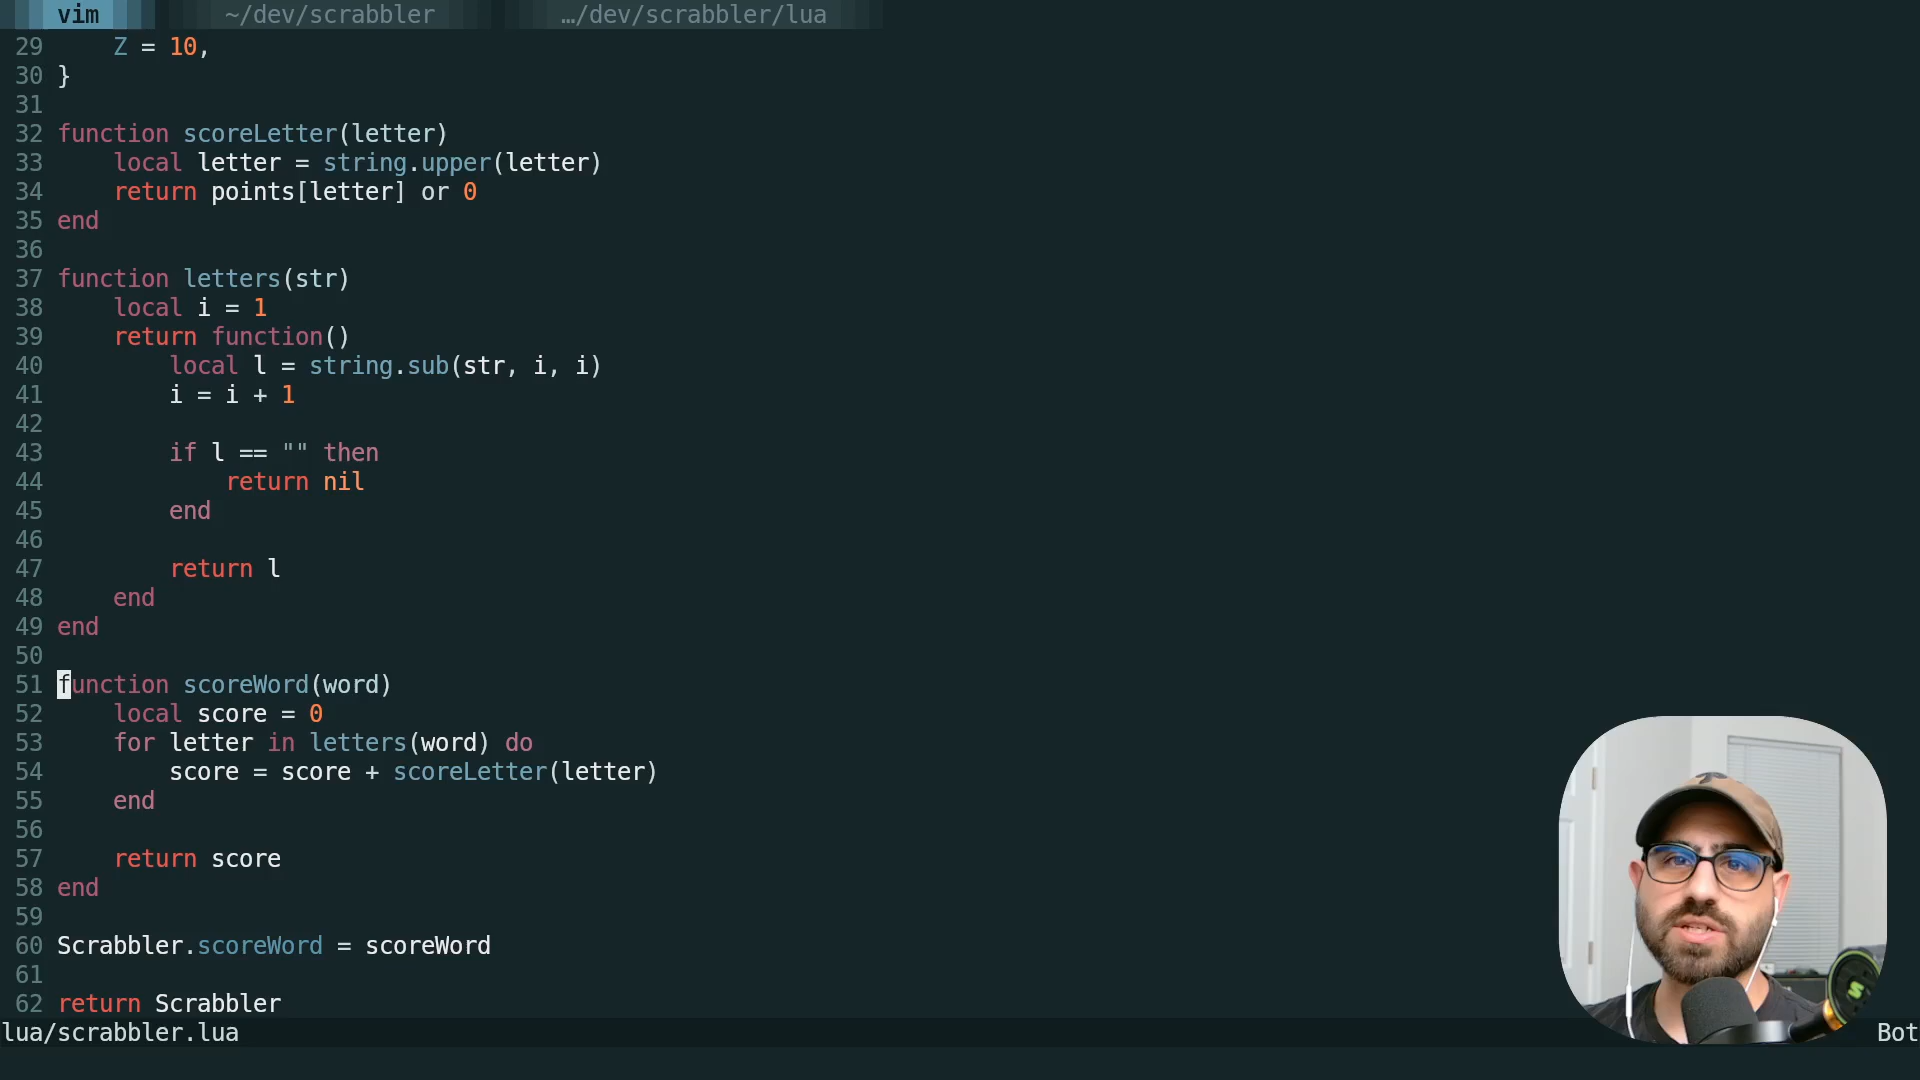 vim ~/dev/scrabbler …/dev/scrabbler/lua
29     Z = 10,
30 }
31
32 function scoreLetter(letter)
33     local letter = string.upper(letter)
34     return points[letter] or 0
35 end
36
37 function letters(str)
38     local i = 1
39     return function()
40         local l = string.sub(str, i, i)
41         i = i + 1
42
43         if l == "" then
44             return nil
45         end
46
47         return l
48     end
49 end
50
51 function scoreWord(word)
52     local score = 0
53     for letter in letters(word) do
54         score = score + scoreLetter(letter)
55     end
56
57     return score
58 end
59
60 Scrabbler.scoreWord = scoreWord
61
62 return Scrabbler
lua/scrabbler.lua Bot